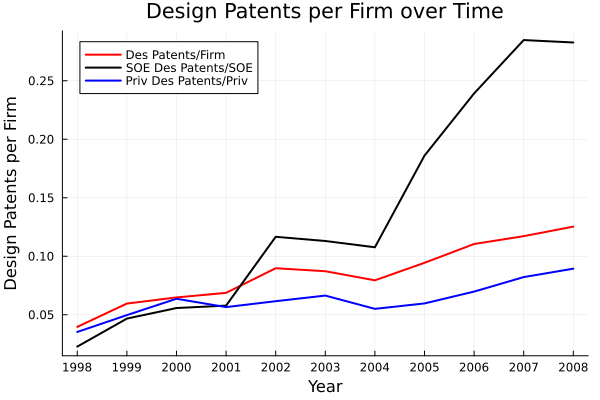 Design Patents per Firm over Time
Des Patents/Firm
SOE Des Patents/SOE
Priv Des Patents/Priv
0.25
0.20
0.15
0.10
0.05
Design Patents per Firm
1998 1999 2000 2001 2002 2003 2004 2005 2006 2007 2008
Year